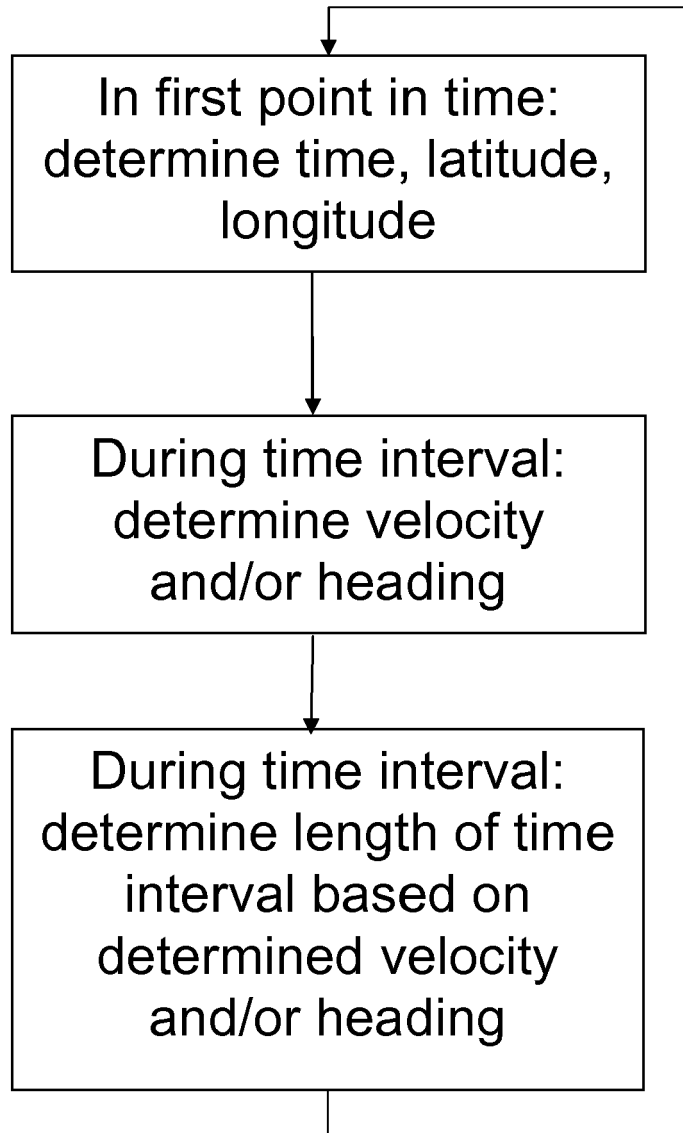 In first point in time:
determine time, latitude,
longitude
During time interval:
determine velocity
and/or heading
During time interval:
determine length of time
interval based on
determined velocity
and/or heading